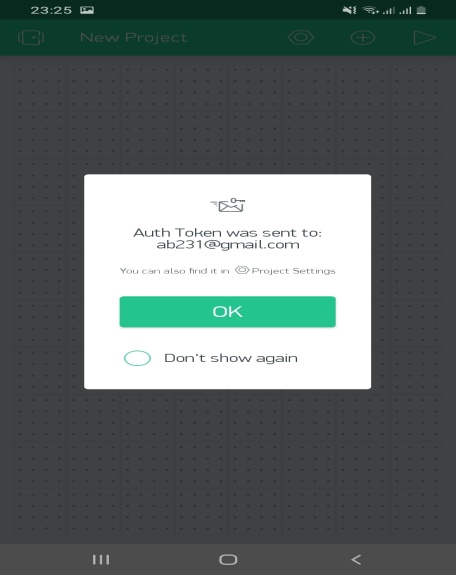 23:25
New Project
Auth Token was sent to:
ab231@gmail.com
You can also find it in Project Settings
OK
Don't show again